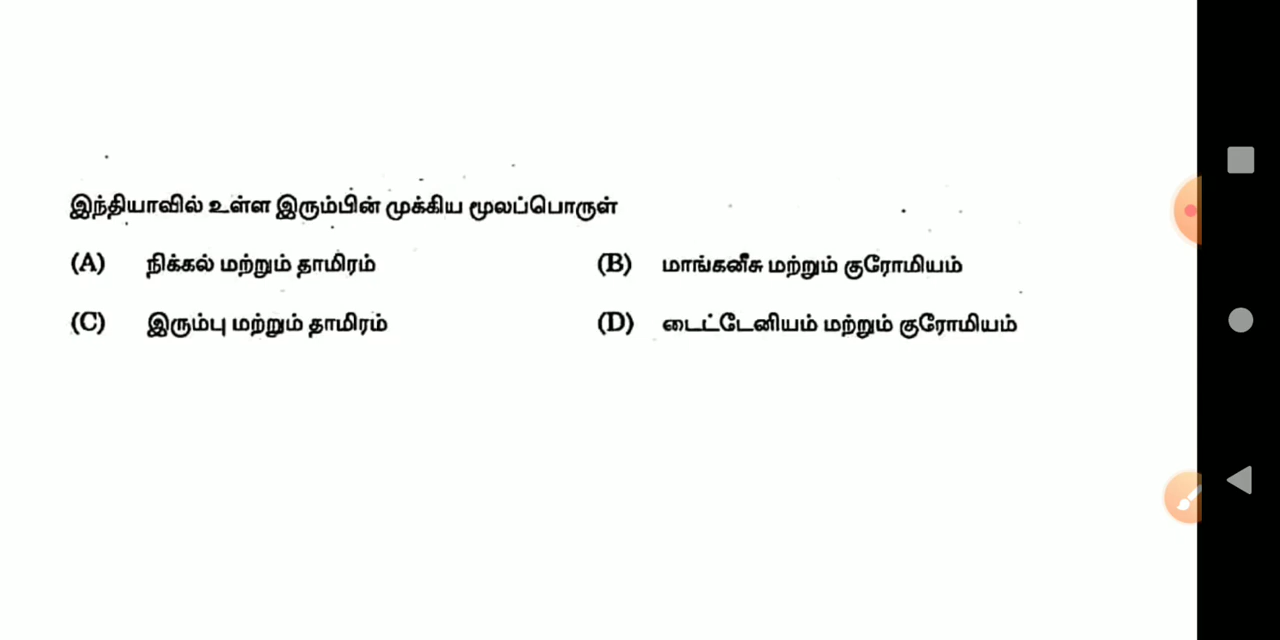 இந்தியாவில் உள்ள இரும்பின் முக்கிய மூலப்பொருள்
(A) நிக்கல் மற்றும் தாமிரம் (B) மாங்கனீசு மற்றும் குரோமியம்
(C) இரும்பு மற்றும் தாமிரம் (D) டைட்டேனியம் மற்றும் குரோமியம்